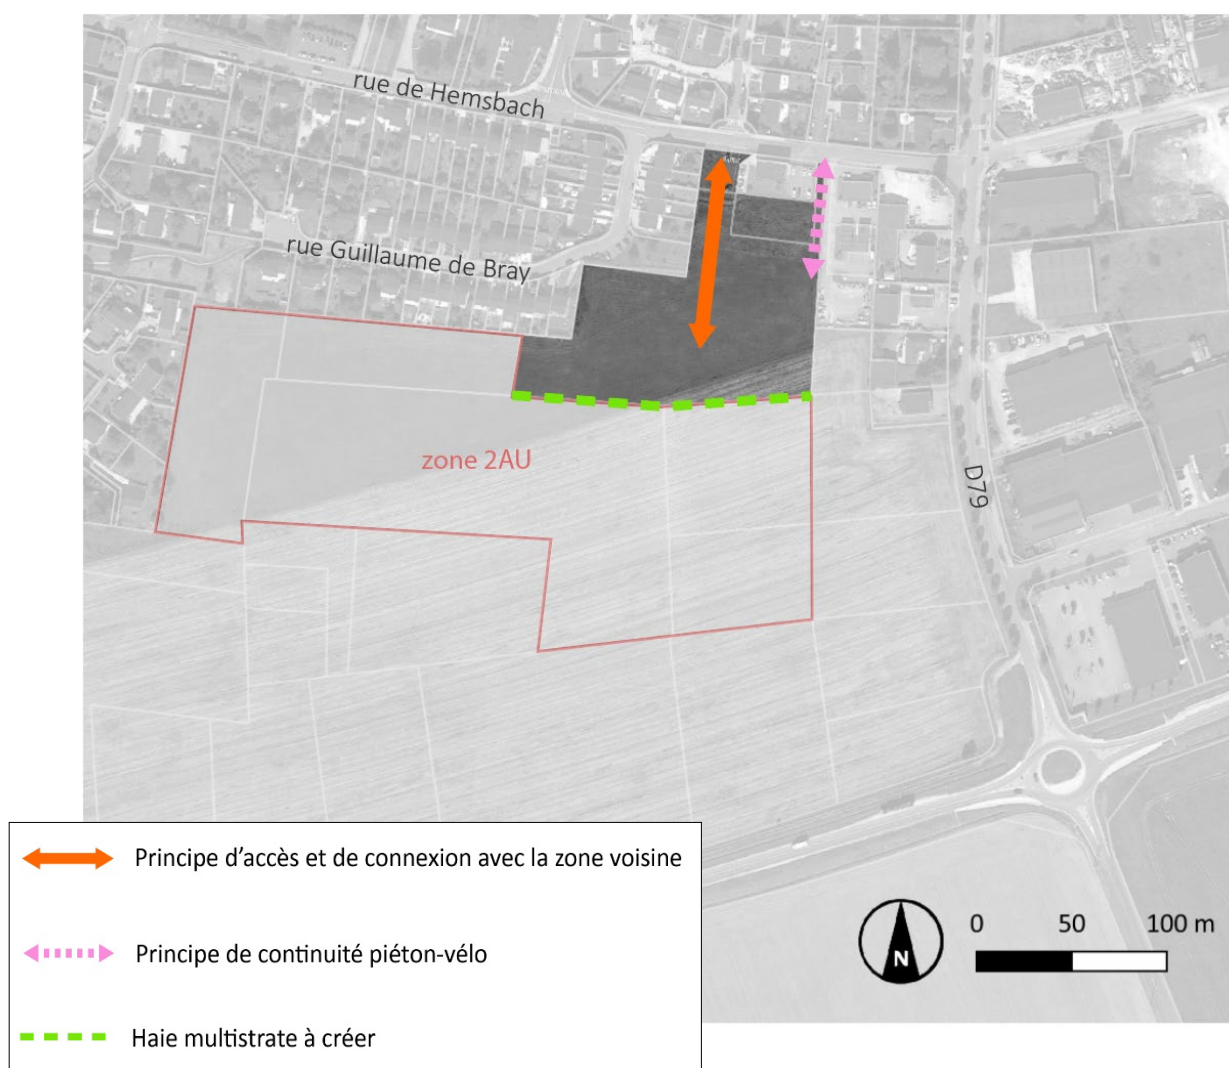 rue de Hemsbach
rue Guillaume de Bray
zone 2AU
D79
Principe d'accès et de connexion avec la zone voisine
Principe de continuité piéton-vélo
Haie multistrate à créer
N
0 50 100 m